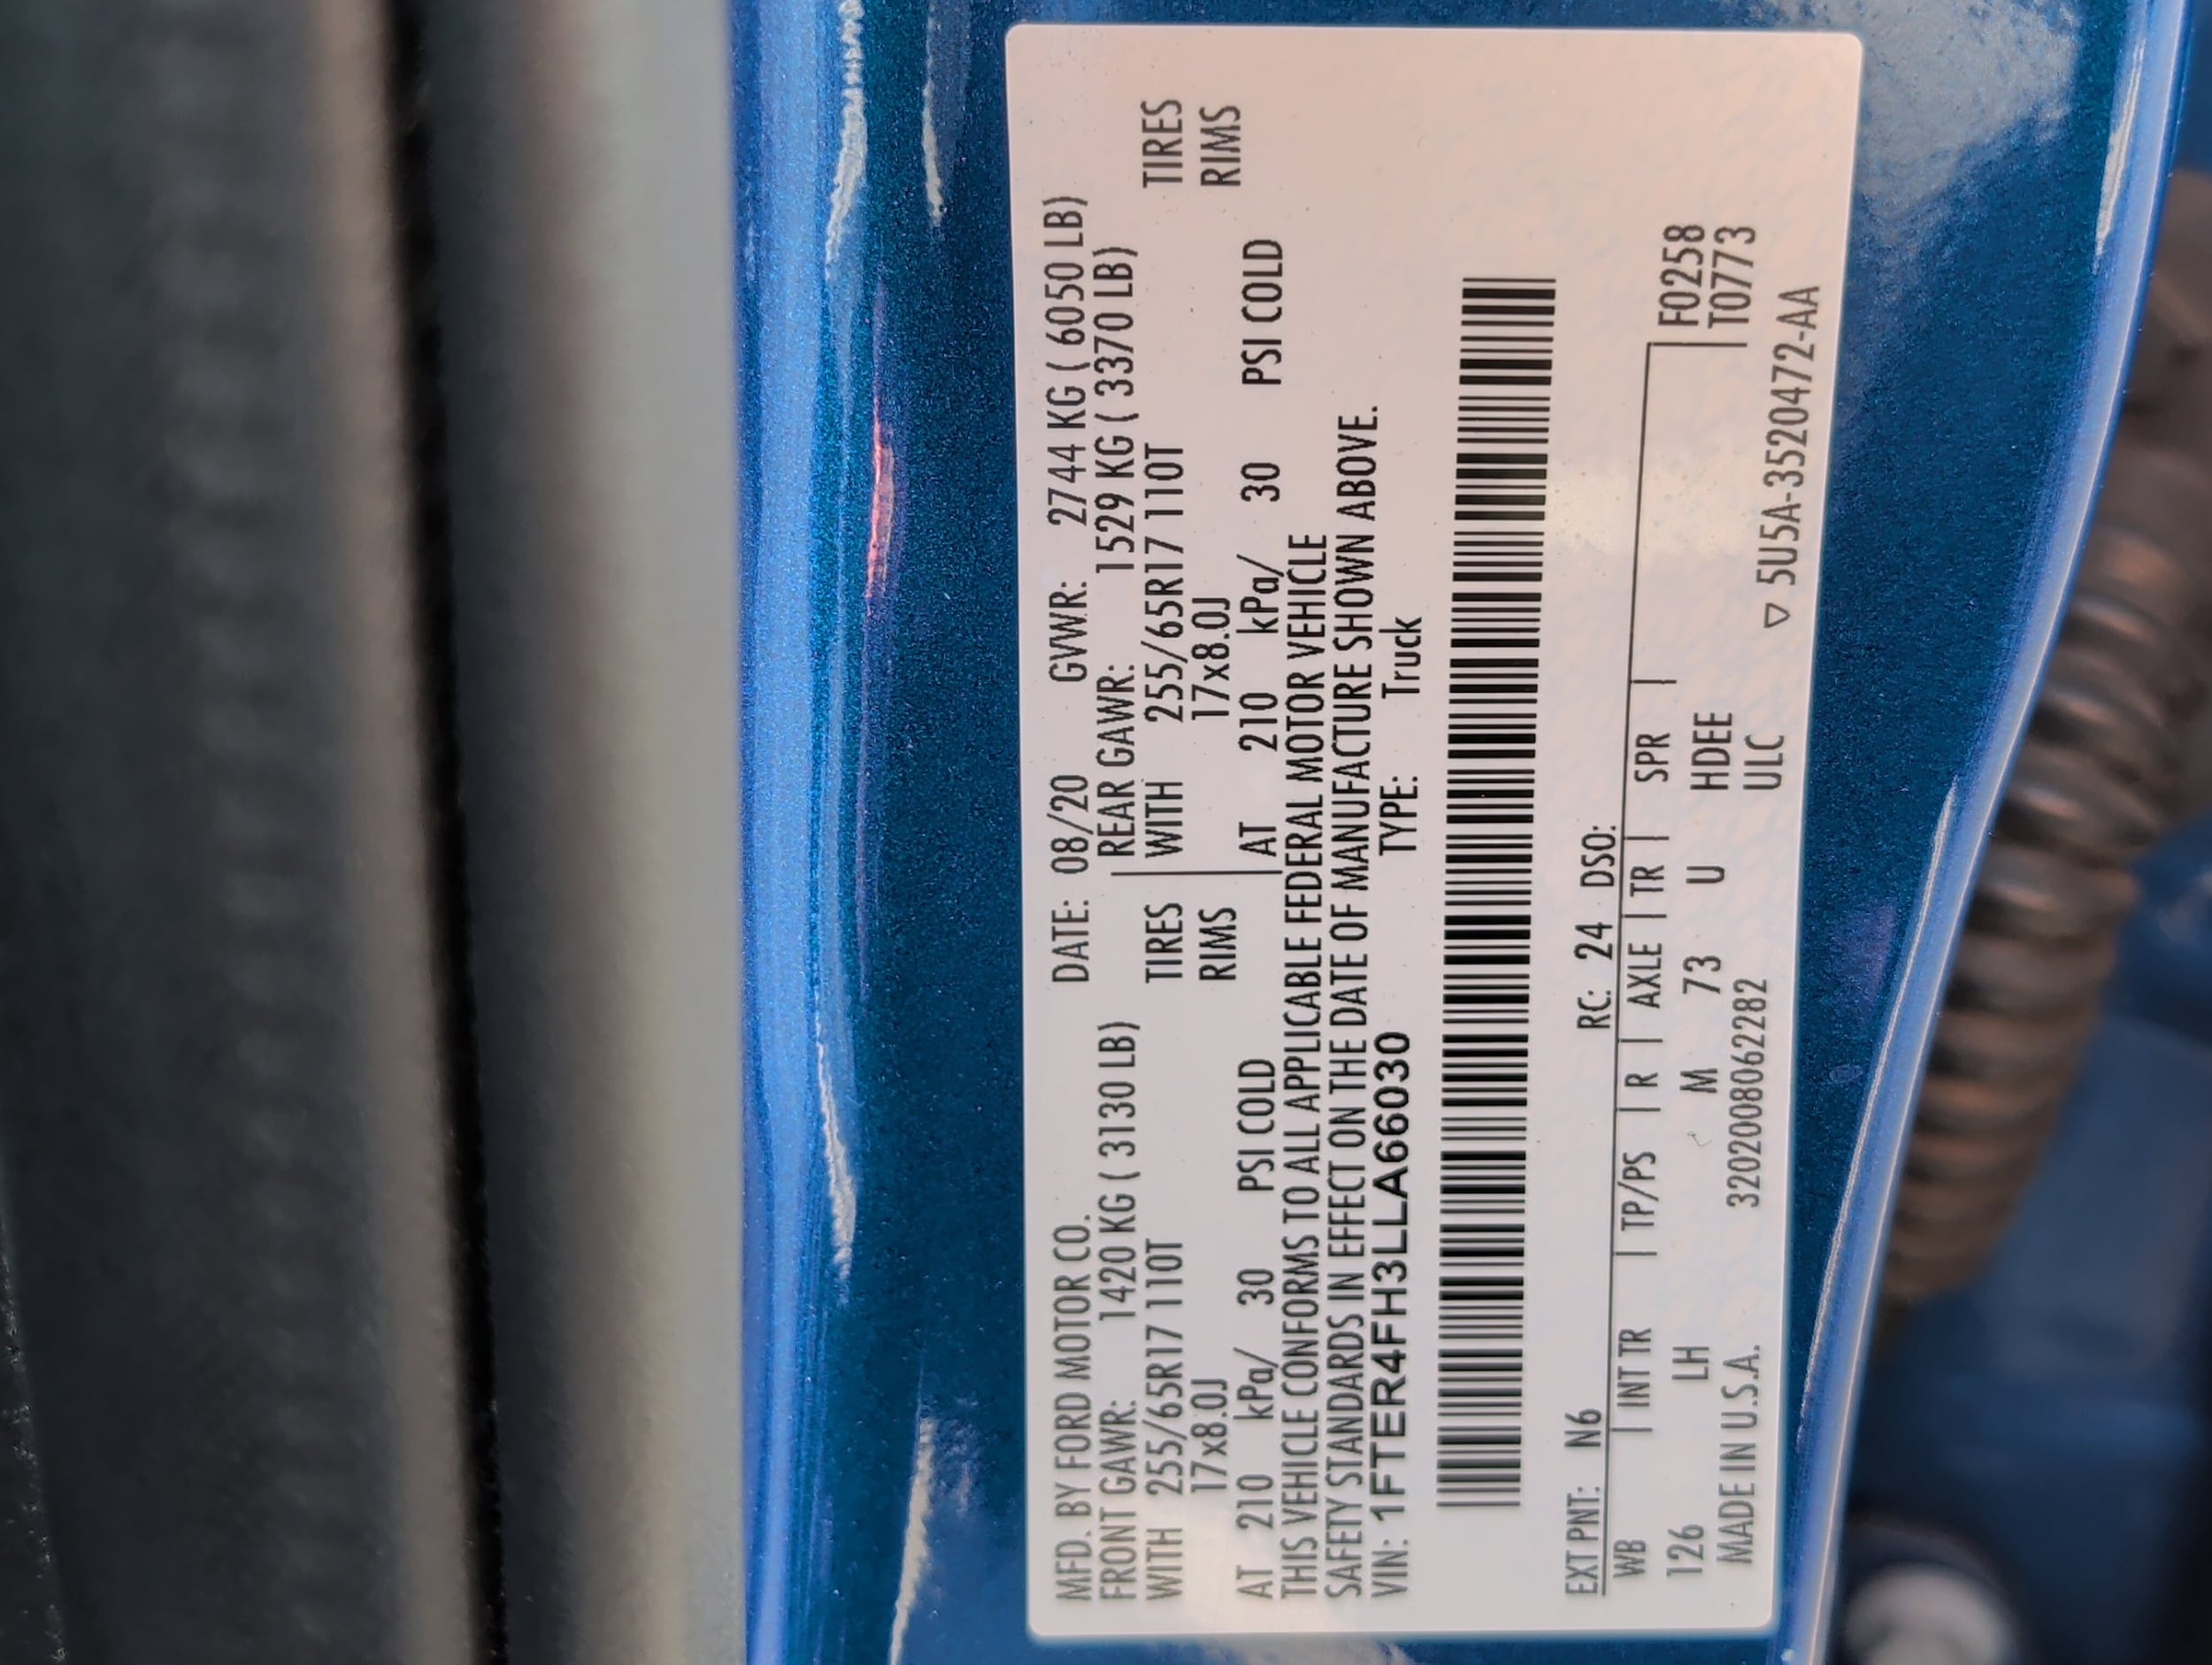 MFD. BY FORD MOTOR CO. DATE: 08/20 GVWR: 2744 KG ( 6050 LB)
FRONT GAWR: 1420 KG ( 3130 LB) REAR GAWR: 1529 KG ( 3370 LB)
WITH 255/65R17 110T TIRES WITH 255/65R17 110T TIRES
17x8.0J RIMS 17x8.0J RIMS
AT 210 kPa/ 30 PSI COLD AT 210 kPa/ 30 PSI COLD
THIS VEHICLE CONFORMS TO ALL APPLICABLE FEDERAL MOTOR VEHICLE
SAFETY STANDARDS IN EFFECT ON THE DATE OF MANUFACTURE SHOWN ABOVE.
VIN: 1FTER4FH3LLA66030 TYPE: Truck
EXT PNT: N6 RC: 24 DSO:
WB | INT TR | TP/PS | R | AXLE | TR | SPR | F0258
126 LH M 73 U HDEE T0773
MADE IN U.S.A. 320200806​2282 ULC
▽ 5U5A-3520472-AA